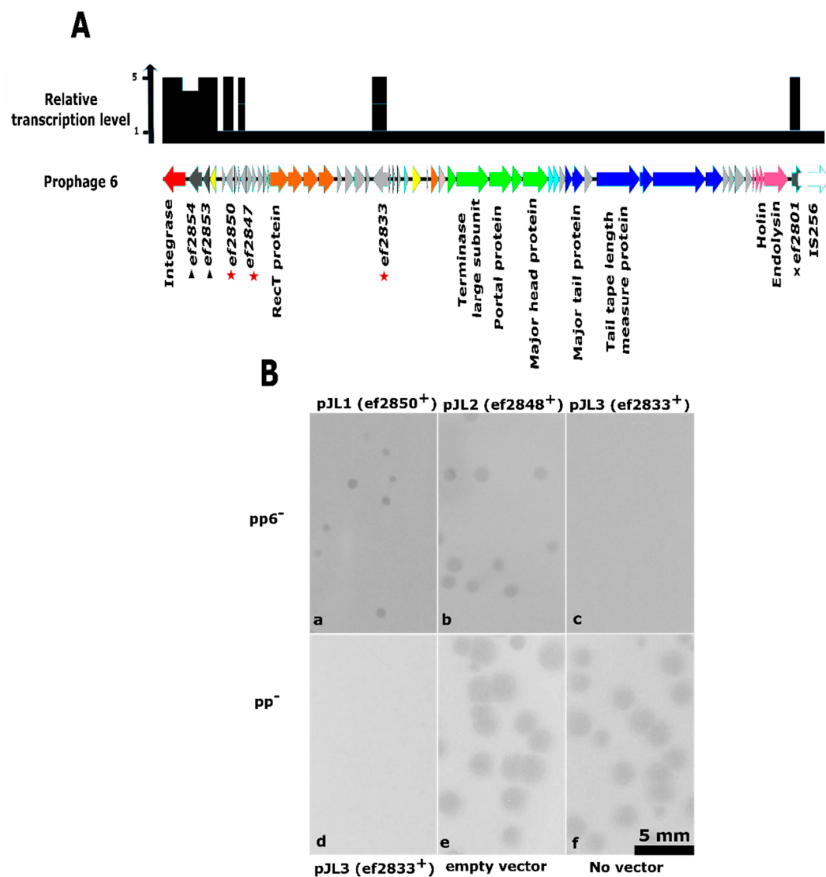 A
5
Relative
transcription level
1
Prophage 6
Integrase
ef2854
ef2853
ef2850
ef2847
RecT protein
ef2833
Terminase
large subunit
Portal protein
Major head protein
Major tail protein
Tail tape length
measure protein
Holin
Endolysin
ef2801
IS256
B
pJL1 (ef2850+) pJL2 (ef2848+) pJL3 (ef2833+)
pp6-
a b c
pp-
5 mm
d e f
pJL3 (ef2833+) empty vector No vector